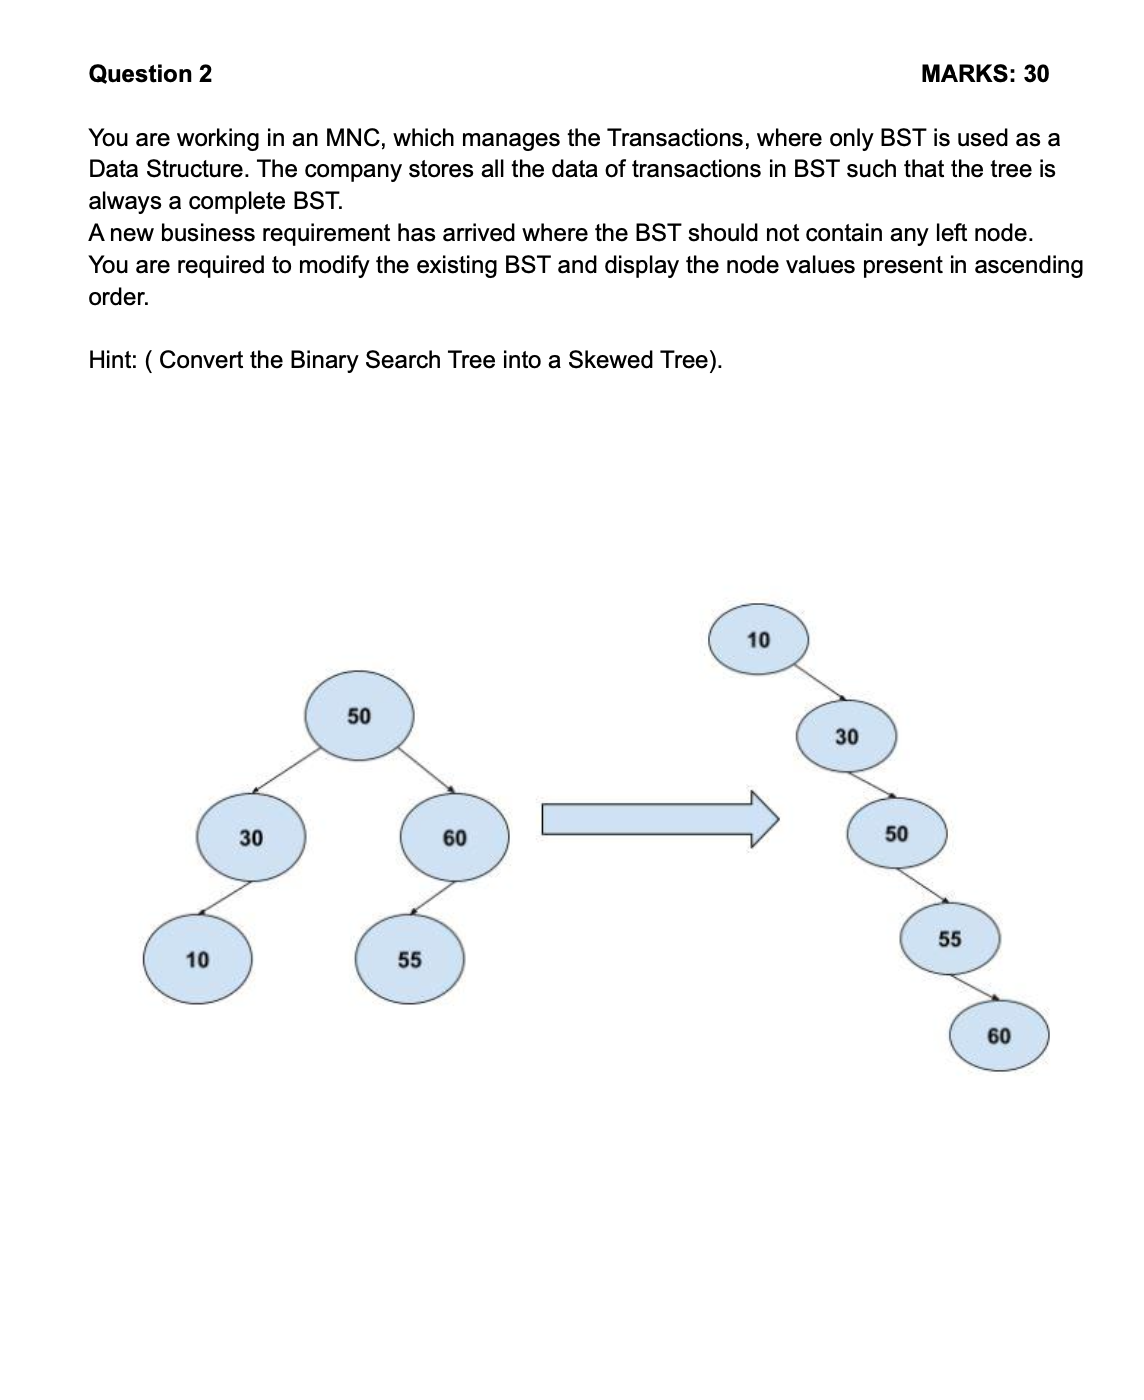 Question 2 MARKS: 30
You are working in an MNC, which manages the Transactions, where only BST is used as a
Data Structure. The company stores all the data of transactions in BST such that the tree is
always a complete BST.
A new business requirement has arrived where the BST should not contain any left node.
You are required to modify the existing BST and display the node values present in ascending
order.
Hint: ( Convert the Binary Search Tree into a Skewed Tree).
50
30 60
10 55
10
30
50
55
60